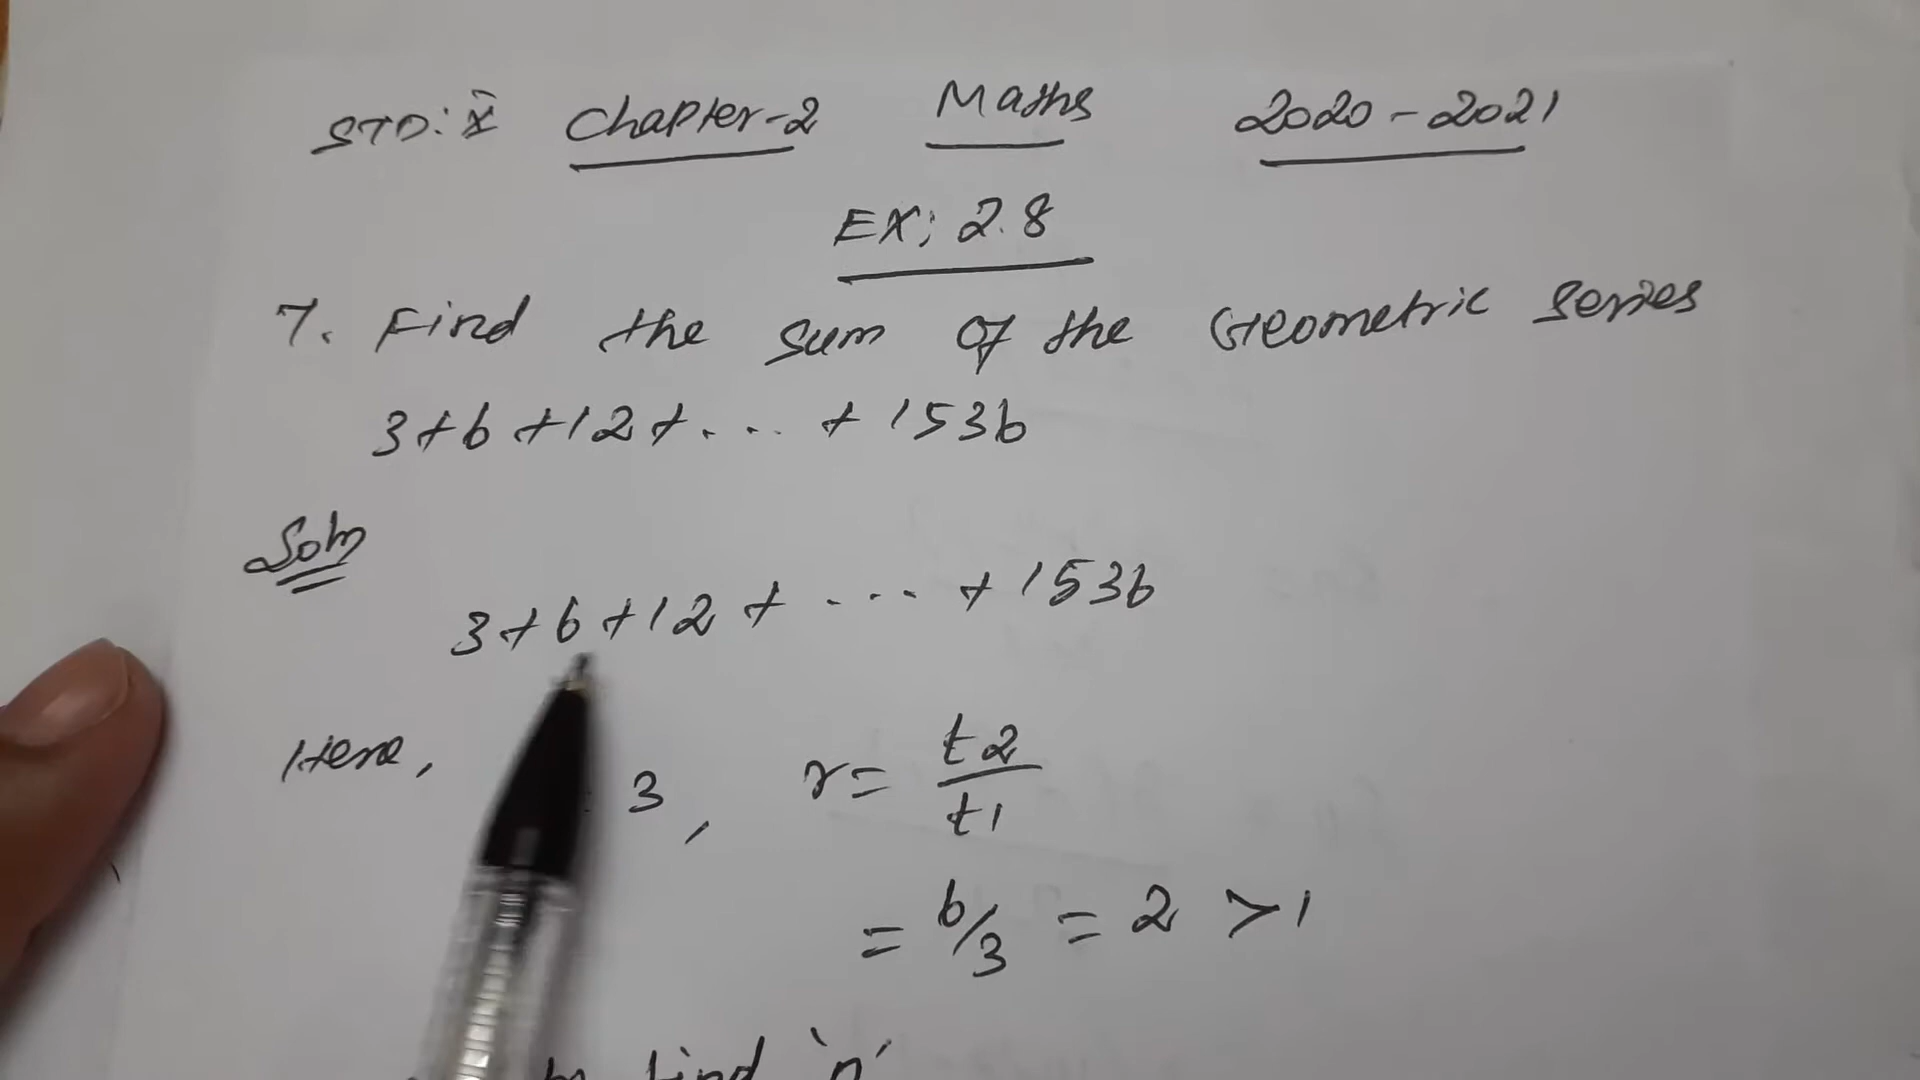 STD: X Chapter-2 Maths 2020-2021
EX: 2.8
7. Find the sum of the Geometric series
3+6+12+... + 1536
Soln
3+6+12+ ... +1536
Here, 3, r= t2/t1
= 6/3 = 2 >1
find 'n'